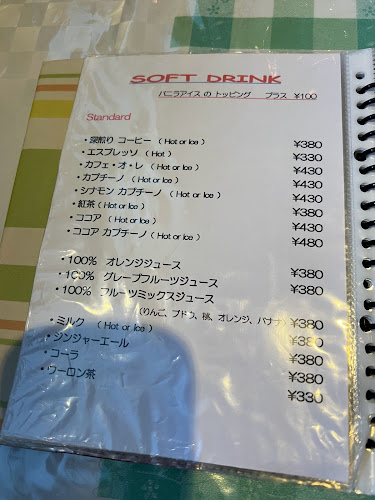 SOFT DRINK
バニラアイス の トッピング プラス ¥100
Standard
・深煎り コーヒー ( Hot or Ice ) ¥380
・エスプレッソ ( Hot ) ¥330
・カフェ・オ・レ ( Hot or Ice ) ¥430
・カプチーノ ( Hot or Ice ) ¥430
・シナモン カプチーノ ( Hot or Ice ) ¥430
・紅茶 ( Hot or Ice ) ¥380
・ココア ( Hot or Ice ) ¥430
・ココア カプチーノ ( Hot or Ice ) ¥480
・100% オレンジジュース ¥380
・100% グレープフルーツジュース ¥380
・100% フルーツミックスジュース ¥380
(りんご、ブドウ、桃、オレンジ、バナナ)
・ミルク ( Hot or Ice ) ¥380
・ジンジャーエール ¥380
・コーラ ¥380
・ウーロン茶 ¥330